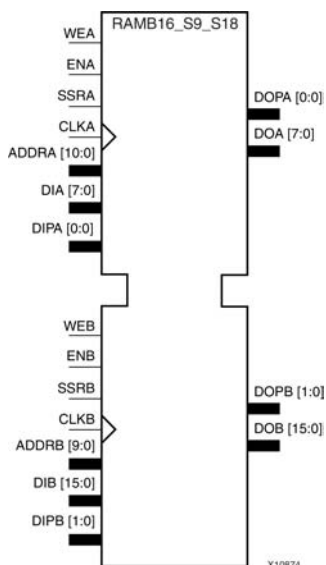 RAMB16_S9_S18
WEA
ENA
SSRA
CLKA
ADDRA [10:0]
DIA [7:0]
DIPA [0:0]
DOPA [0:0]
DOA [7:0]
WEB
ENB
SSRB
CLKB
ADDRB [9:0]
DIB [15:0]
DIPB [1:0]
DOPB [1:0]
DOB [15:0]
X10874